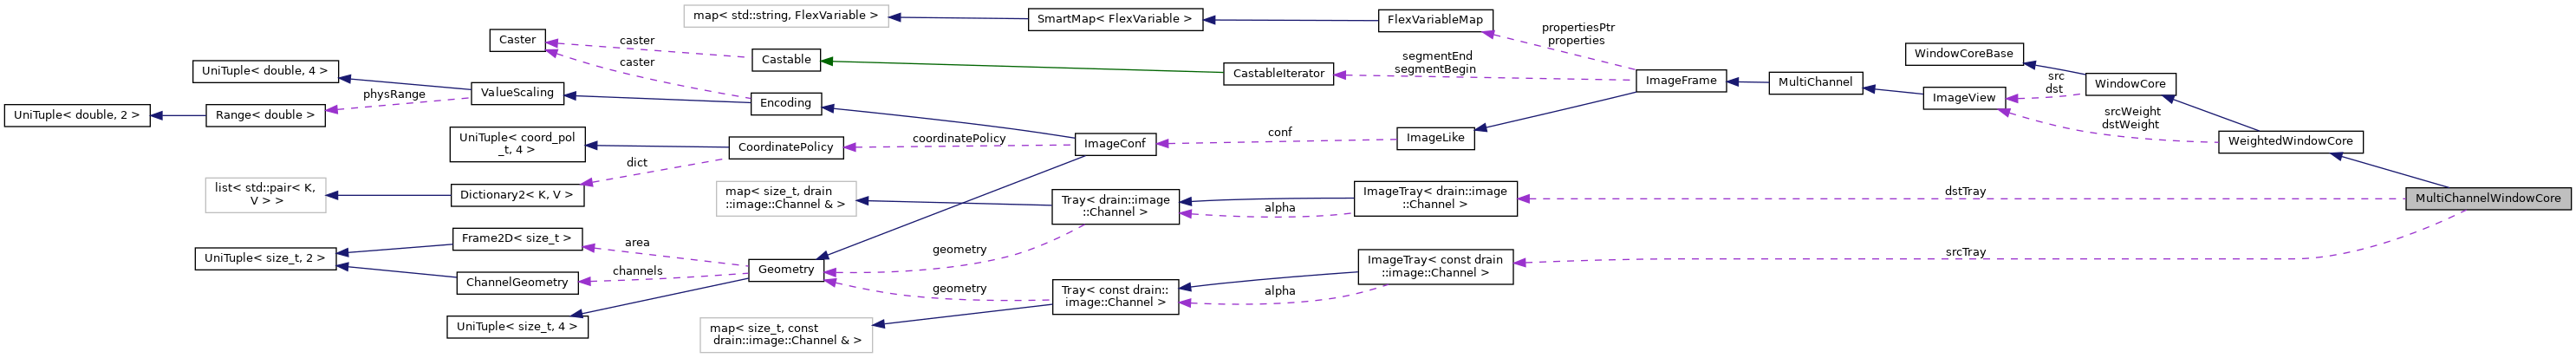 map< std::string, FlexVariable >
SmartMap< FlexVariable >
FlexVariableMap
propertiesPtr
properties
Caster
caster
caster
Castable
segmentEnd
segmentBegin
CastableIterator
ImageFrame
MultiChannel
WindowCoreBase
src
dst
WindowCore
ImageView
UniTuple< double, 4 >
ValueScaling
physRange
Encoding
UniTuple< double, 2 >
Range< double >
srcWeight
dstWeight
WeightedWindowCore
UniTuple< coord_pol
_t, 4 >
CoordinatePolicy
coordinatePolicy
ImageConf
conf
ImageLike
dict
list< std::pair< K,
V > >
Dictionary2< K, V >
map< size_t, drain
::image::Channel & >
Tray< drain::image
::Channel >
alpha
ImageTray< drain::image
::Channel >
dstTray
MultiChannelWindowCore
Frame2D< size_t >
area
UniTuple< size_t, 2 >
ChannelGeometry
channels
Geometry
geometry
geometry
ImageTray< const drain
::image::Channel >
srcTray
alpha
Tray< const drain::
image::Channel >
UniTuple< size_t, 4 >
map< size_t, const
drain::image::Channel & >